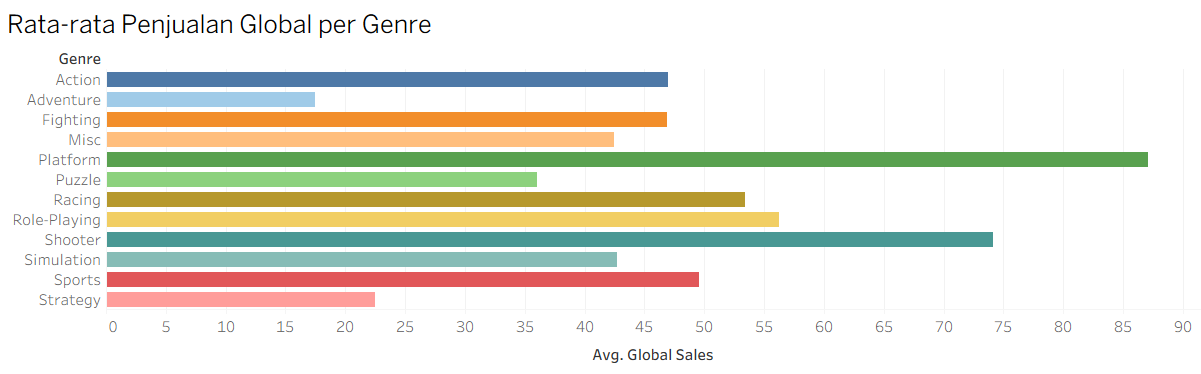 Rata-rata Penjualan Global per Genre
Genre
Action
Adventure
Fighting
Misc
Platform
Puzzle
Racing
Role-Playing
Shooter
Simulation
Sports
Strategy
0 5 10 15 20 25 30 35 40 45 50 55 60 65 70 75 80 85 90
Avg. Global Sales